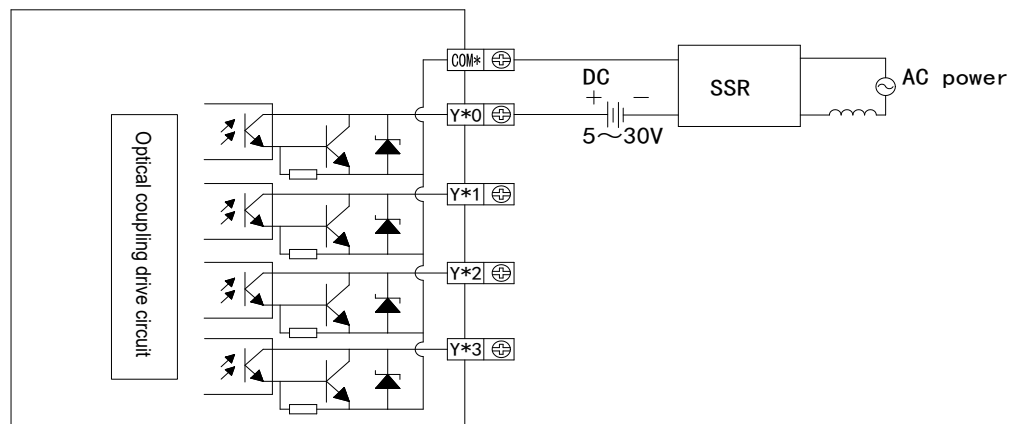 COM*
DC
+ −
5～30V
SSR
AC power
Y*0
Optical coupling drive circuit
Y*1
Y*2
Y*3